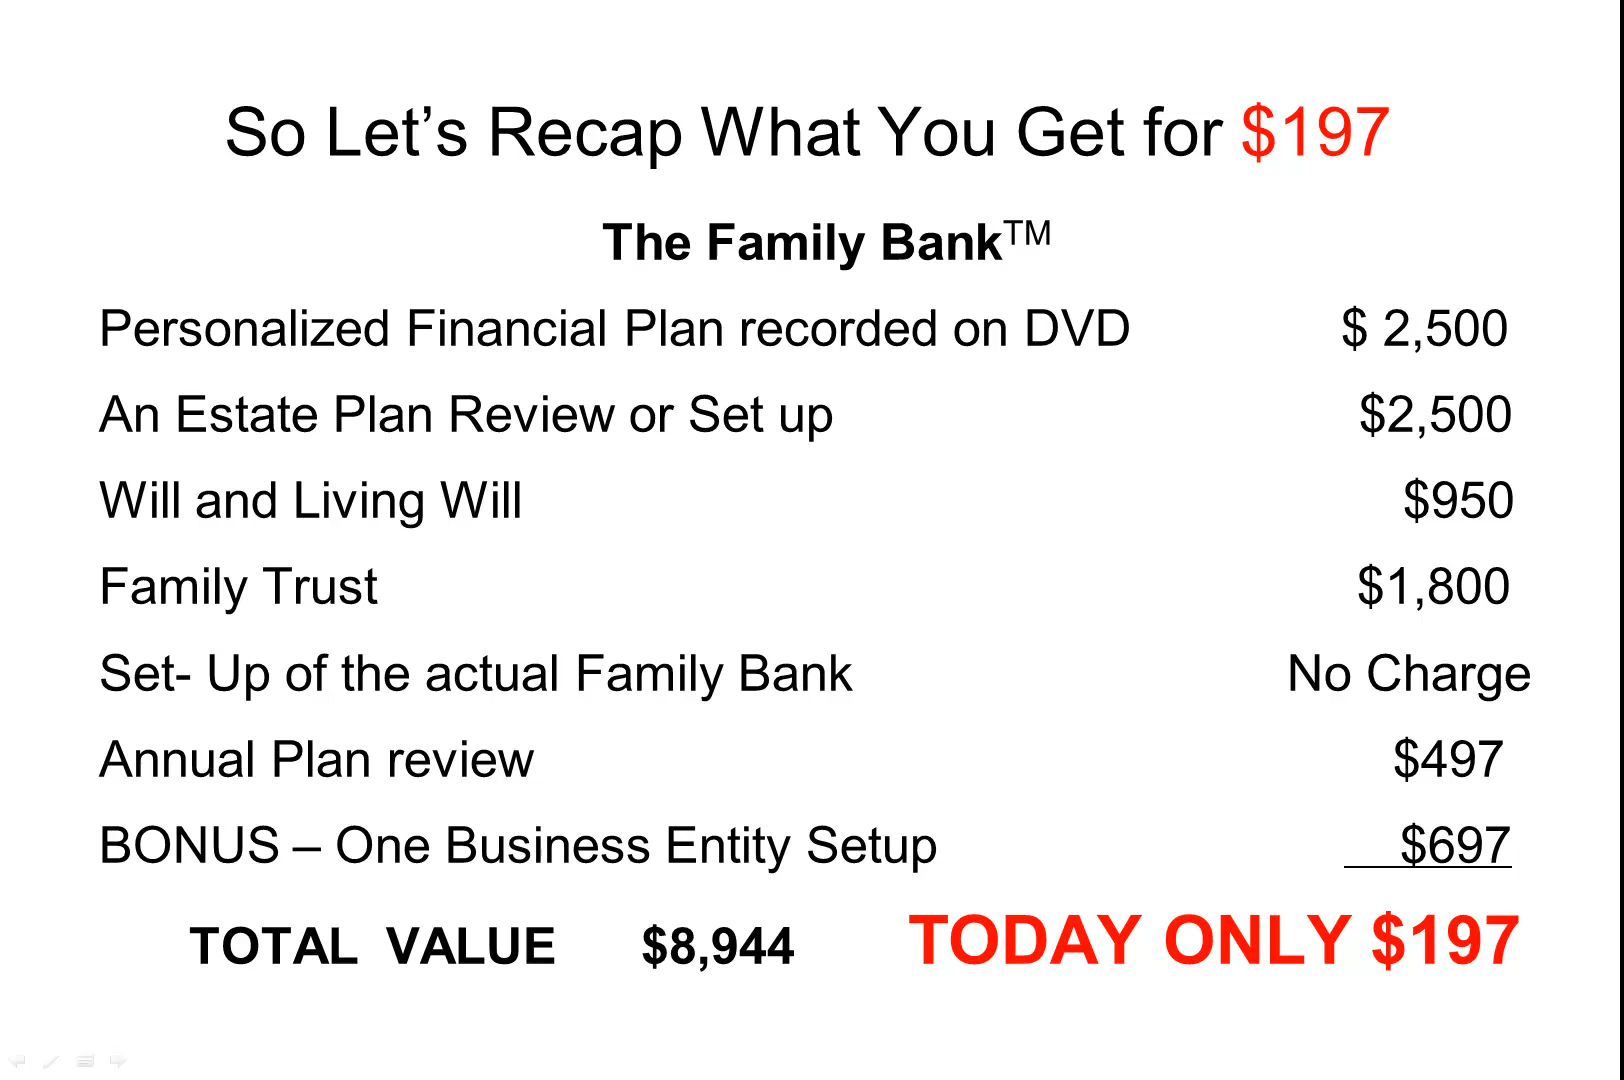 So Let’s Recap What You Get for $197
The Family Bank™
Personalized Financial Plan recorded on DVD $ 2,500
An Estate Plan Review or Set up $2,500
Will and Living Will $950
Family Trust $1,800
Set- Up of the actual Family Bank No Charge
Annual Plan review $497
BONUS – One Business Entity Setup $697
TOTAL VALUE $8,944 TODAY ONLY $197